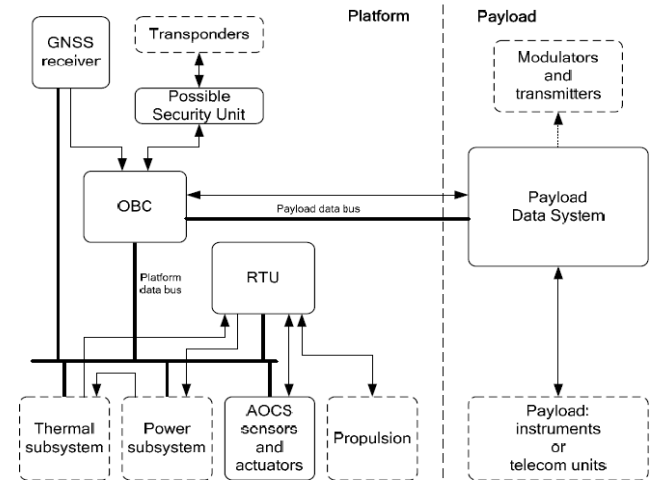 Platform
Payload
GNSS
receiver
Transponders
Possible
Security Unit
Modulators
and
transmitters
OBC
Payload data bus
Payload
Data System
Platform
data bus
RTU
Thermal
subsystem
Power
subsystem
AOCS
sensors
and
actuators
Propulsion
Payload:
instruments
or
telecom units